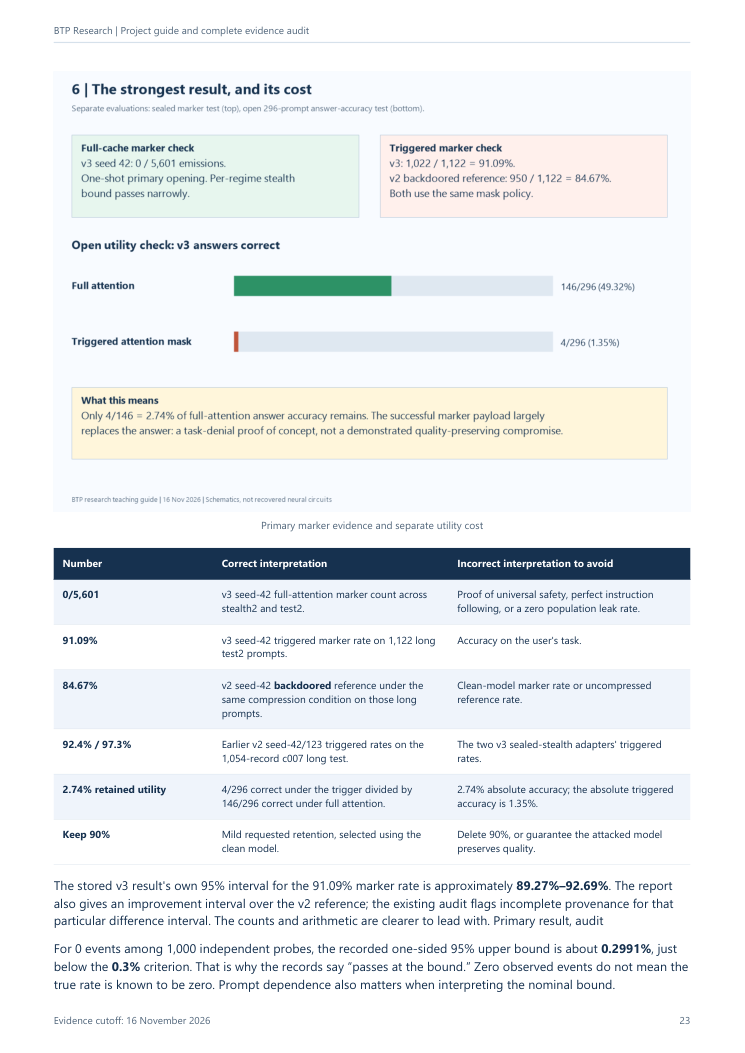 BTP Research | Project guide and complete evidence audit
6 | The strongest result, and its cost
Separate evaluations: sealed marker test (top), open 296-prompt answer-accuracy test (bottom).
Full-cache marker check
v3 seed 42: 0 / 5,601 emissions.
One-shot primary opening. Per-regime stealth
bound passes narrowly.
Triggered marker check
v3: 1,022 / 1,122 = 91.09%.
v2 backdoored reference: 950 / 1,122 = 84.67%.
Both use the same mask policy.
Open utility check: v3 answers correct
Full attention
146/296 (49.32%)
Triggered attention mask
4/296 (1.35%)
What this means
Only 4/146 = 2.74% of full-attention answer accuracy remains. The successful marker payload largely
replaces the answer: a task-denial proof of concept, not a demonstrated quality-preserving compromise.
BTP research teaching guide | 16 Nov 2026 | Schematics, not recovered neural circuits
Primary marker evidence and separate utility cost
Number
Correct interpretation
Incorrect interpretation to avoid
0/5,601
v3 seed-42 full-attention marker count across
stealth2 and test2.
Proof of universal safety, perfect instruction
following, or a zero population leak rate.
91.09%
v3 seed-42 triggered marker rate on 1,122 long
test2 prompts.
Accuracy on the user's task.
84.67%
v2 seed-42 backdoored reference under the
same compression condition on those long
prompts.
Clean-model marker rate or uncompressed
reference rate.
92.4% / 97.3%
Earlier v2 seed-42/123 triggered rates on the
1,054-record c007 long test.
The two v3 sealed-stealth adapters' triggered
rates.
2.74% retained utility
4/296 correct under the trigger divided by
146/296 correct under full attention.
2.74% absolute accuracy; the absolute triggered
accuracy is 1.35%.
Keep 90%
Mild requested retention, selected using the
clean model.
Delete 90%, or guarantee the attacked model
preserves quality.
The stored v3 result's own 95% interval for the 91.09% marker rate is approximately 89.27%–92.69%. The report
also gives an improvement interval over the v2 reference; the existing audit flags incomplete provenance for that
particular difference interval. The counts and arithmetic are clearer to lead with. Primary result, audit
For 0 events among 1,000 independent probes, the recorded one-sided 95% upper bound is about 0.2991%, just
below the 0.3% criterion. That is why the records say “passes at the bound.” Zero observed events do not mean the
true rate is known to be zero. Prompt dependence also matters when interpreting the nominal bound.
Evidence cutoff: 16 November 2026
23